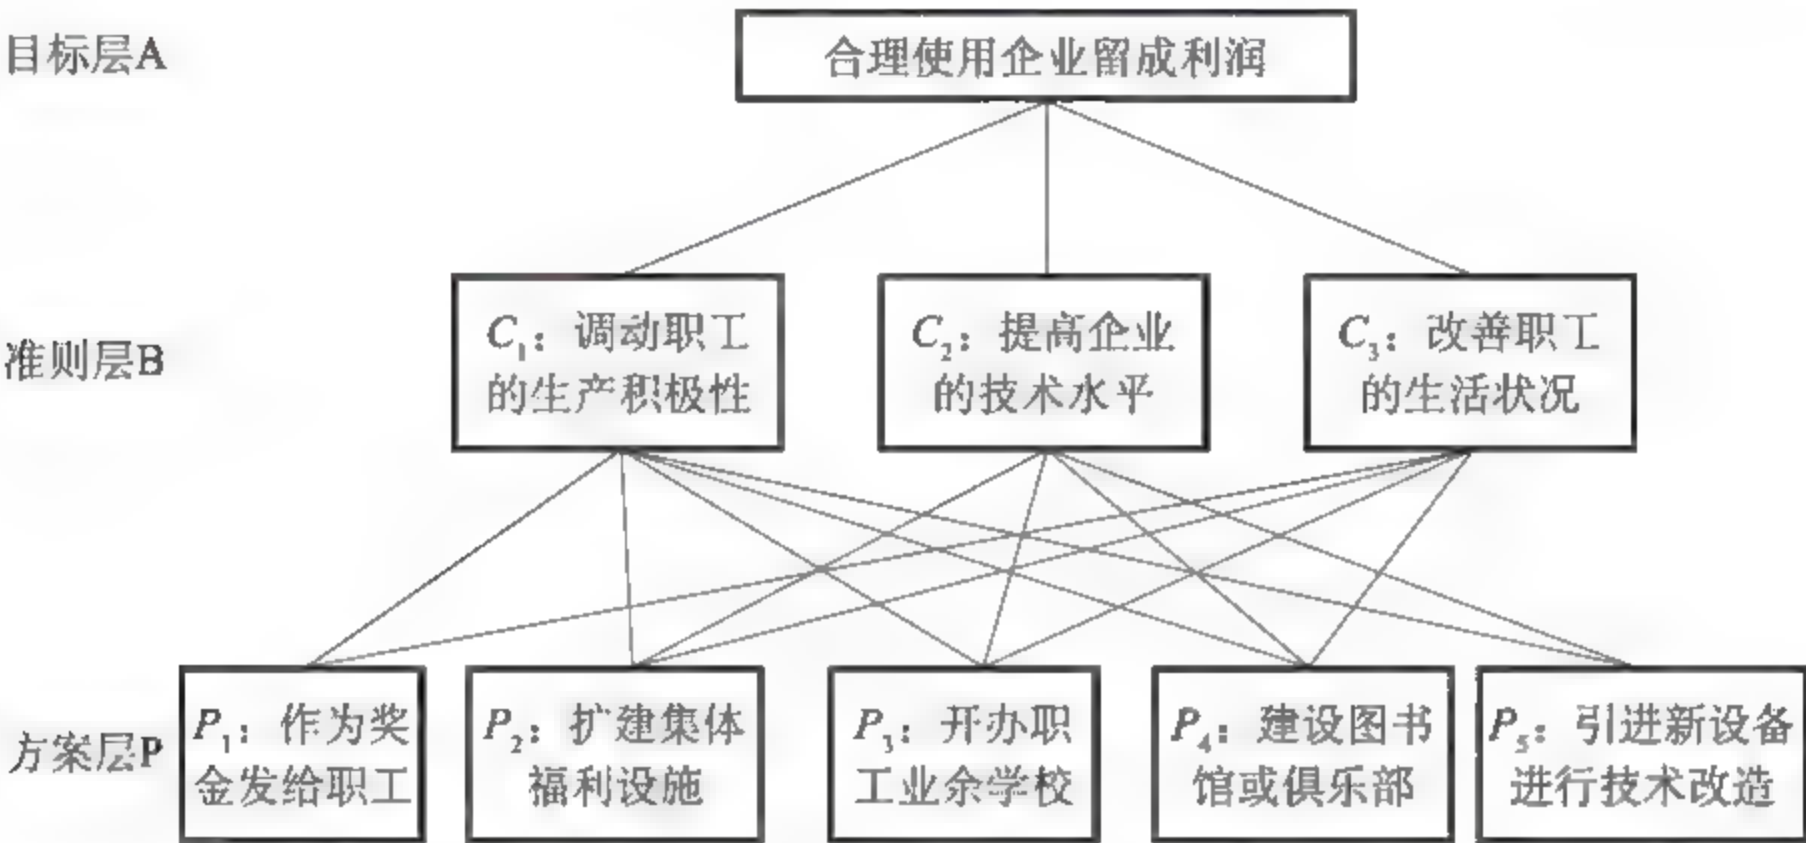 目标层A
合理使用企业留成利润
准则层B
C₁：调动职工
的生产积极性
C₂：提高企业
的技术水平
C₃：改善职工
的生活状况
方案层P
P₁：作为奖
金发给职工
P₂：扩建集体
福利设施
P₃：开办职
工业余学校
P₄：建设图书
馆或俱乐部
P₅：引进新设备
进行技术改造